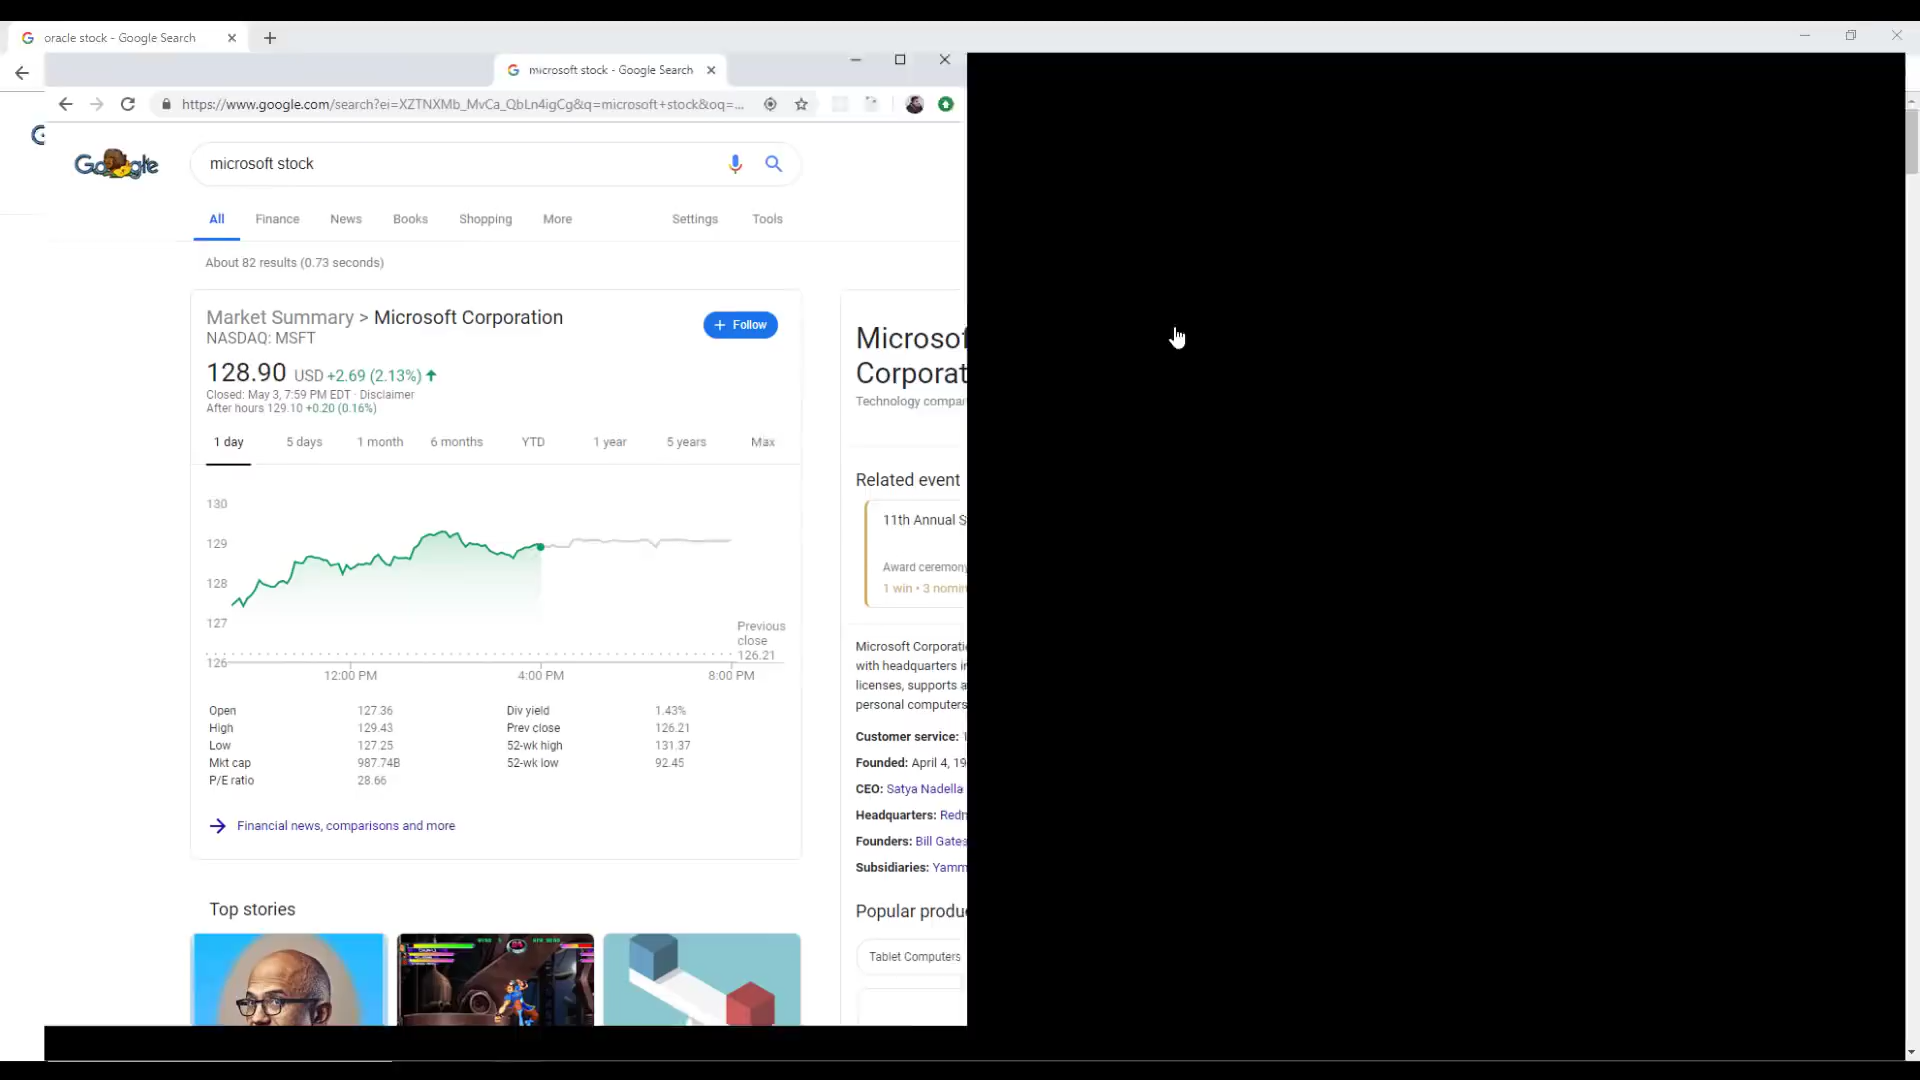 oracle stock - Google Search
microsoft stock - Google Search
https://www.google.com/search?ei=XZTNXMb_MvCa_QbLn4igCg&q=microsoft+stock&oq=...
Google
microsoft stock
All Finance News Books Shopping More Settings Tools
About 82 results (0.73 seconds)
Market Summary > Microsoft Corporation
NASDAQ: MSFT
Follow
128.90 USD +2.69 (2.13%)
Closed: May 3, 7:59 PM EDT · Disclaimer
After hours 129.10 +0.20 (0.16%)
1 day 5 days 1 month 6 months YTD 1 year 5 years Max
130
129
128
127
126
Previous
close
126.21
12:00 PM 4:00 PM 8:00 PM
Open 127.36 Div yield 1.43%
High 129.43 Prev close 126.21
Low 127.25 52-wk high 131.37
Mkt cap 987.74B 52-wk low 92.45
P/E ratio 28.66
Financial news, comparisons and more
Top stories
Microsof
Corporat
Technology compa
Related event
11th Annual S
Award ceremony
1 win • 3 nomin
Microsoft Corporati
with headquarters in
licenses, supports a
personal computers
Customer service: 1
Founded: April 4, 19
CEO: Satya Nadella
Headquarters: Redm
Founders: Bill Gates
Subsidiaries: Yamm
Popular produ
Tablet Computers